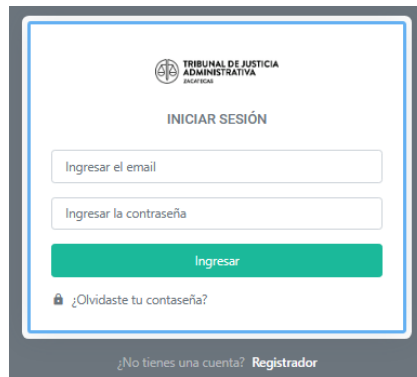 TRIBUNAL DE JUSTICIA
ADMINISTRATIVA
ZACATECAS
INICIAR SESIÓN
Ingresar el email
Ingresar la contraseña
Ingresar
¿Olvidaste tu contaseña?
¿No tienes una cuenta? Registrador